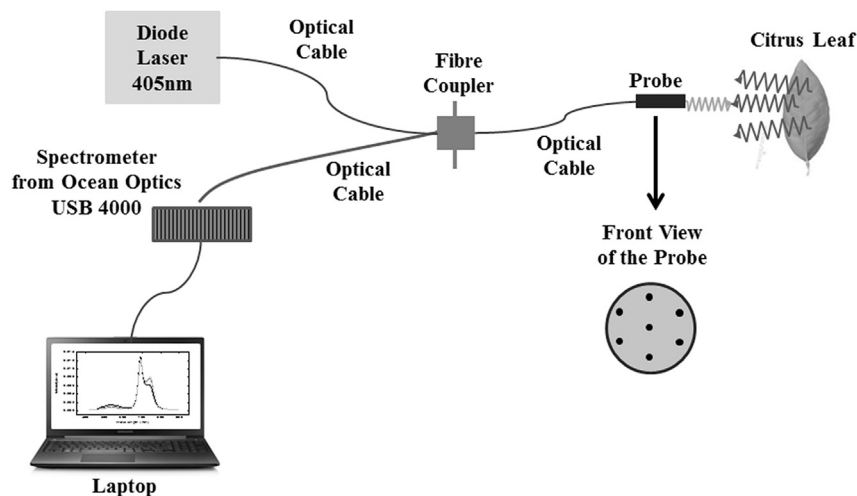 Diode
Laser
405nm
Optical
Cable
Fibre
Coupler
Probe
Citrus Leaf
Spectrometer
from Ocean Optics
USB 4000
Optical
Cable
Optical
Cable
Front View
of the Probe
Laptop